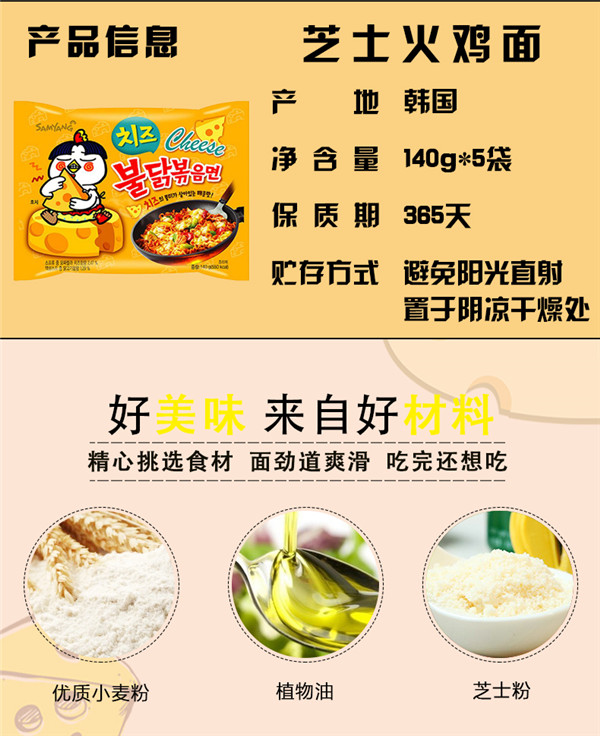 产品信息
芝士火鸡面
产 地 韩国
净含量 140g*5袋
保质期 365天
贮存方式 避免阳光直射
置于阴凉干燥处
SAMYANG
치즈
Cheese
불닭볶음면
好美味 来自好材料
精心挑选食材 面劲道爽滑 吃完还想吃
优质小麦粉
植物油
芝士粉